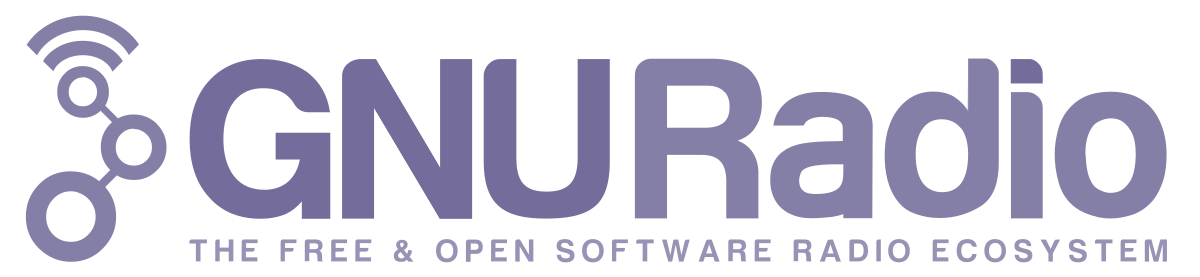 GNURadio
THE FREE & OPEN SOFTWARE RADIO ECOSYSTEM